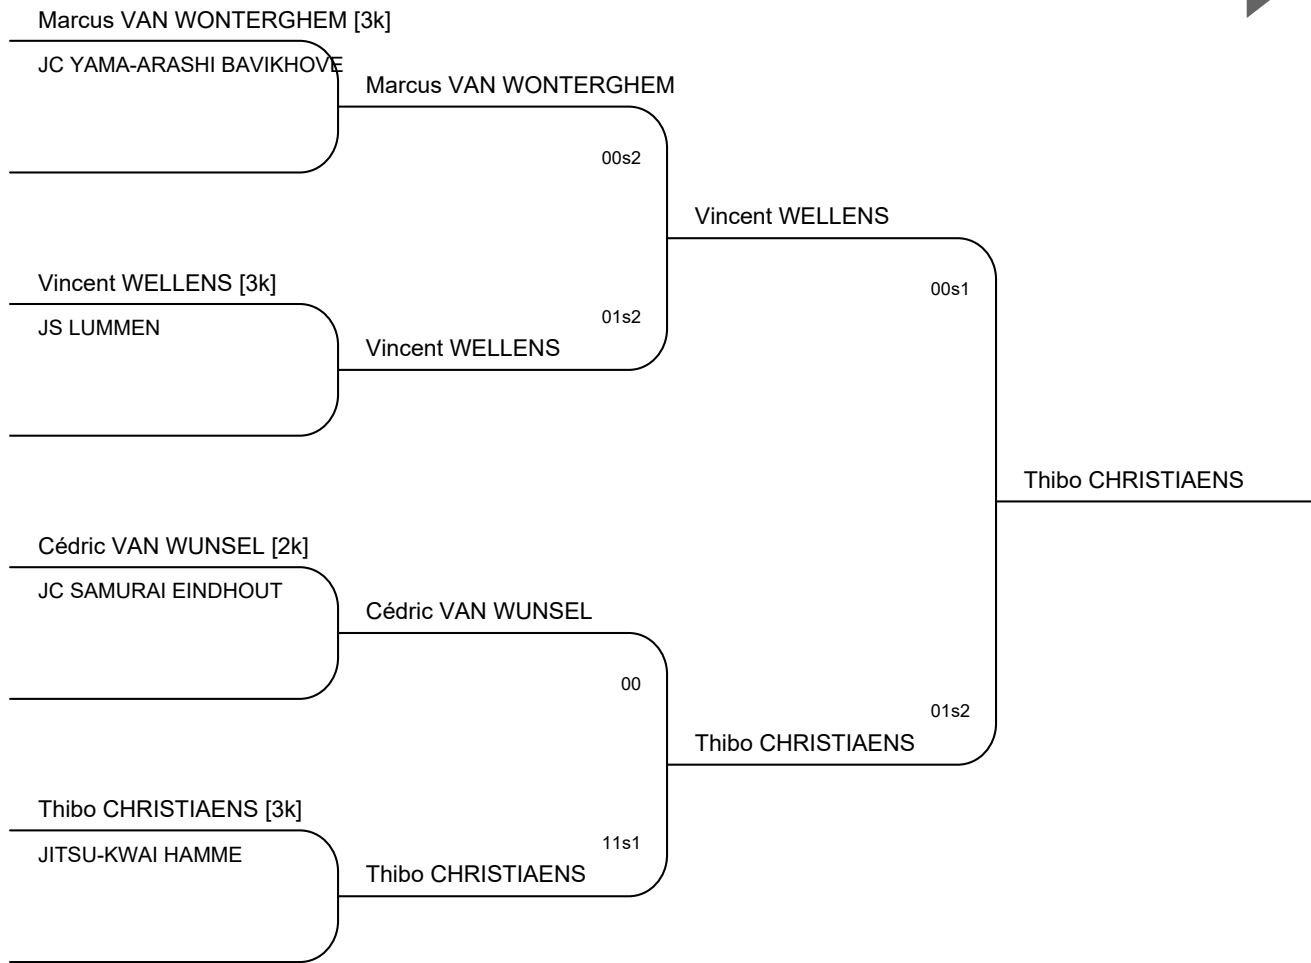 Marcus VAN WONTERGHEM [3k]
JC YAMA-ARASHI BAVIKHOVE
Marcus VAN WONTERGHEM
00s2
Vincent WELLENS
Vincent WELLENS [3k]
00s1
JS LUMMEN
01s2
Vincent WELLENS
Thibo CHRISTIAENS
Cédric VAN WUNSEL [2k]
JC SAMURAI EINDHOUT
Cédric VAN WUNSEL
00
01s2
Thibo CHRISTIAENS
Thibo CHRISTIAENS [3k]
11s1
JITSU-KWAI HAMME
Thibo CHRISTIAENS